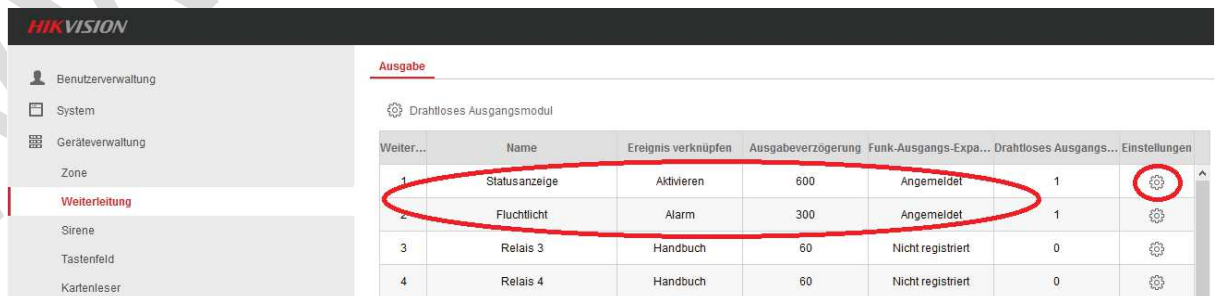 HIKVISION
Benutzerverwaltung
System
Geräteverwaltung
Zone
Weiterleitung
Sirene
Tastenfeld
Kartenleser
Ausgabe
Drahtloses Ausgangsmodul
Weiter... Name Ereignis verknüpfen Ausgabeverzögerung Funk-Ausgangs-Expa... Drahtloses Ausgangs... Einstellungen
1 Statusanzeige Aktivieren 600 Angemeldet 1
2 Fluchtlicht Alarm 300 Angemeldet 1
3 Relais 3 Handbuch 60 Nicht registriert 0
4 Relais 4 Handbuch 60 Nicht registriert 0